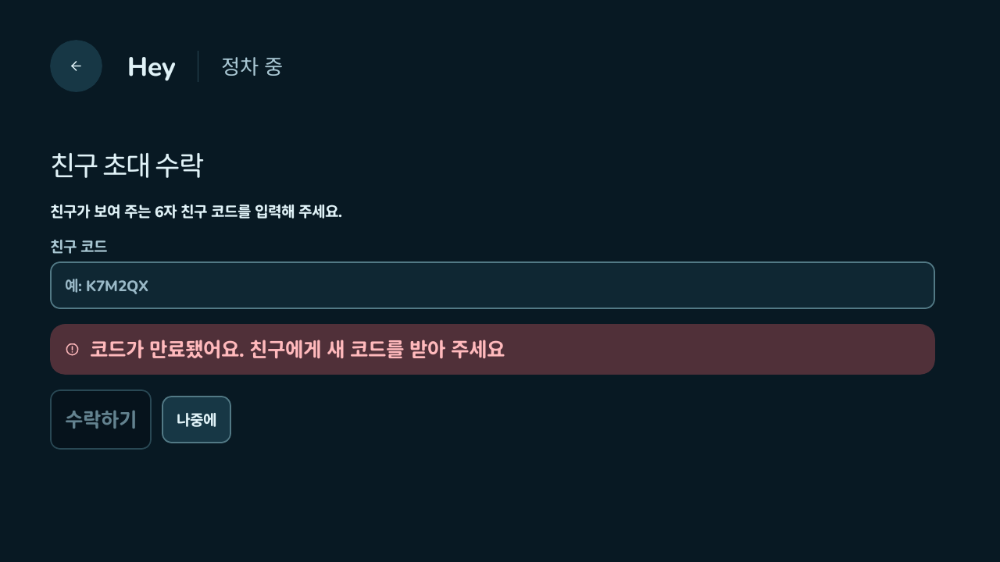 Hey
정차 중
친구 초대 수락
친구가 보여 주는 6자 친구 코드를 입력해 주세요.
친구 코드
예: K7M2QX
코드가 만료됐어요. 친구에게 새 코드를 받아 주세요
수락하기
나중에